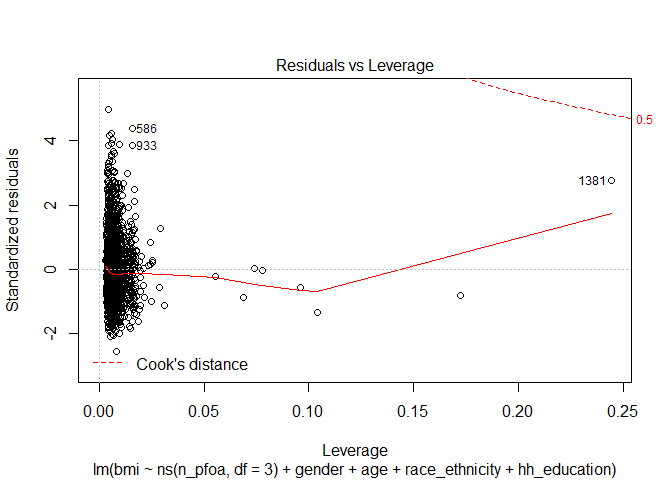 Residuals vs Leverage
Standardized residuals
4
2
0
-2
586
933
1381
0.5
Cook's distance
0.00
0.05
0.10
0.15
0.20
0.25
Leverage
lm(bmi ~ ns(n_pfoa, df = 3) + gender + age + race_ethnicity + hh_education)